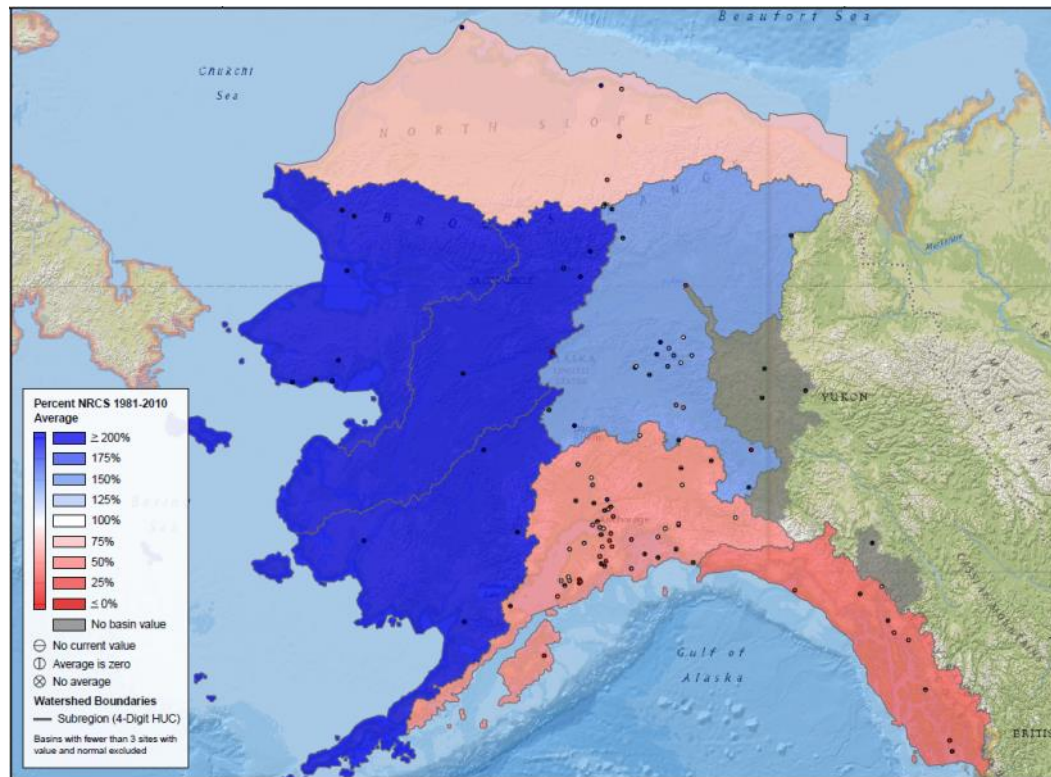 Beaufort Sea
Chukchi
Sea
NORTH SLOPE
Mackenzie
YUKON
Percent NRCS 1981-2010
Average
≥ 200%
175%
150%
125%
100%
75%
50%
25%
≤ 0%
No basin value
No current value
Average is zero
No average
Watershed Boundaries
Subregion (4-Digit HUC)
Basins with fewer than 3 sites with
value and normal excluded
Gulf of
Alaska
BRITIS